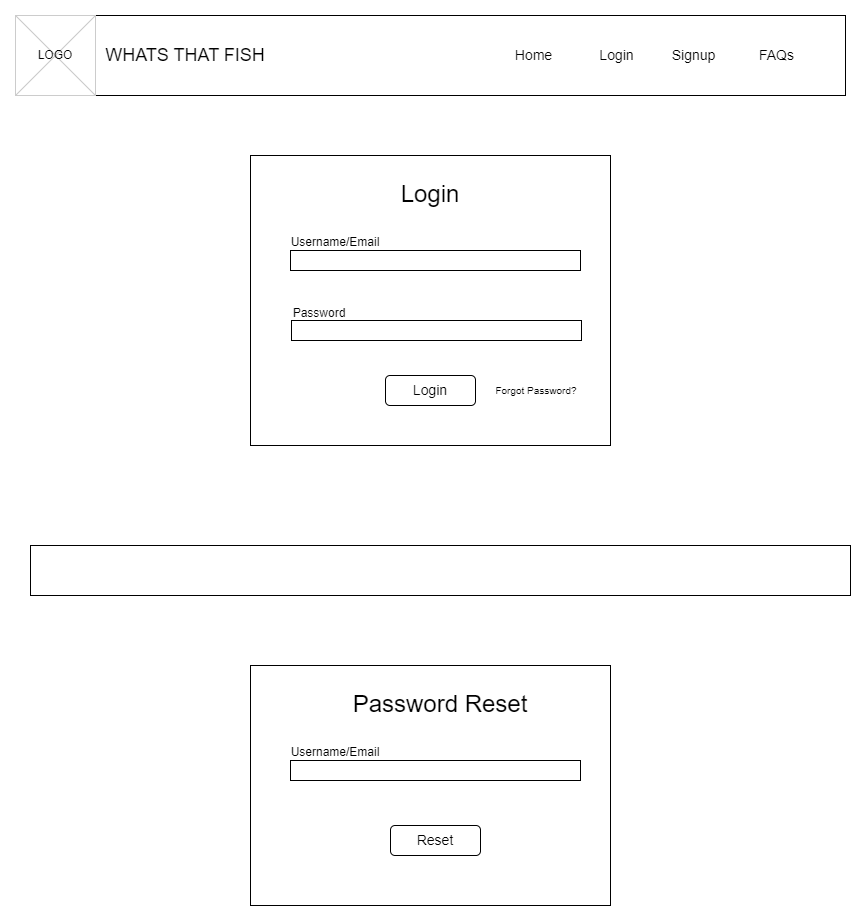 LOGO WHATS THAT FISH Home Login Signup FAQs
Login
Username/Email
Password
Login Forgot Password?
Password Reset
Username/Email
Reset